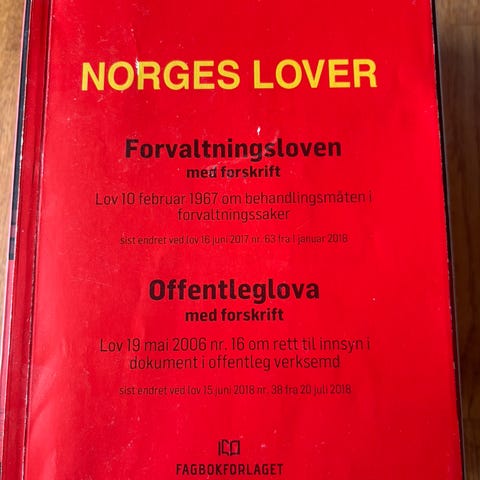 NORGES LOVER
Forvaltningsloven
med forskrift
Lov 10 februar 1967 om behandlingsmåten i
forvaltningssaker
sist endret ved lov 16 juni 2017 nr. 63 fra 1 januar 2018
Offentleglova
med forskrift
Lov 19 mai 2006 nr. 16 om rett til innsyn i
dokument i offentleg verksemd
sist endret ved lov 15 juni 2018 nr. 38 fra 20 juli 2018
FAGBOKFORLAGET